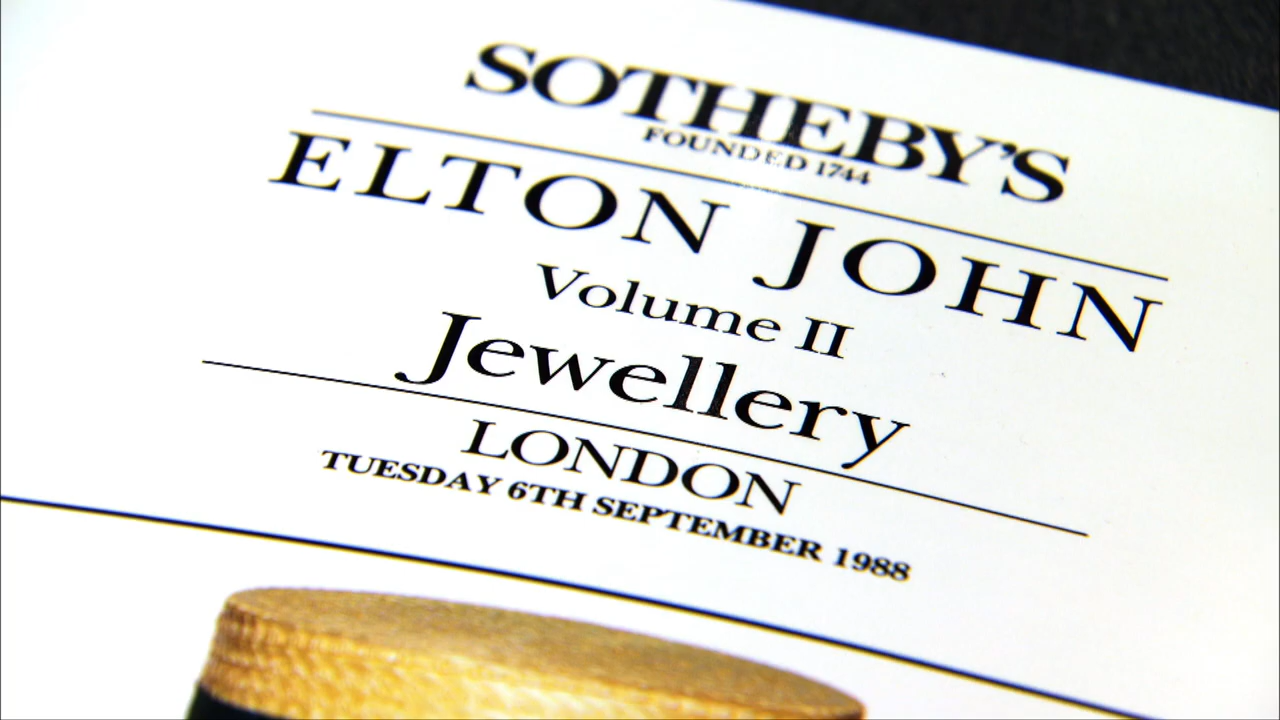 SOTHEBY'S
FOUNDED 1744
ELTON JOHN
Volume II
Jewellery
LONDON
TUESDAY 6TH SEPTEMBER 1988